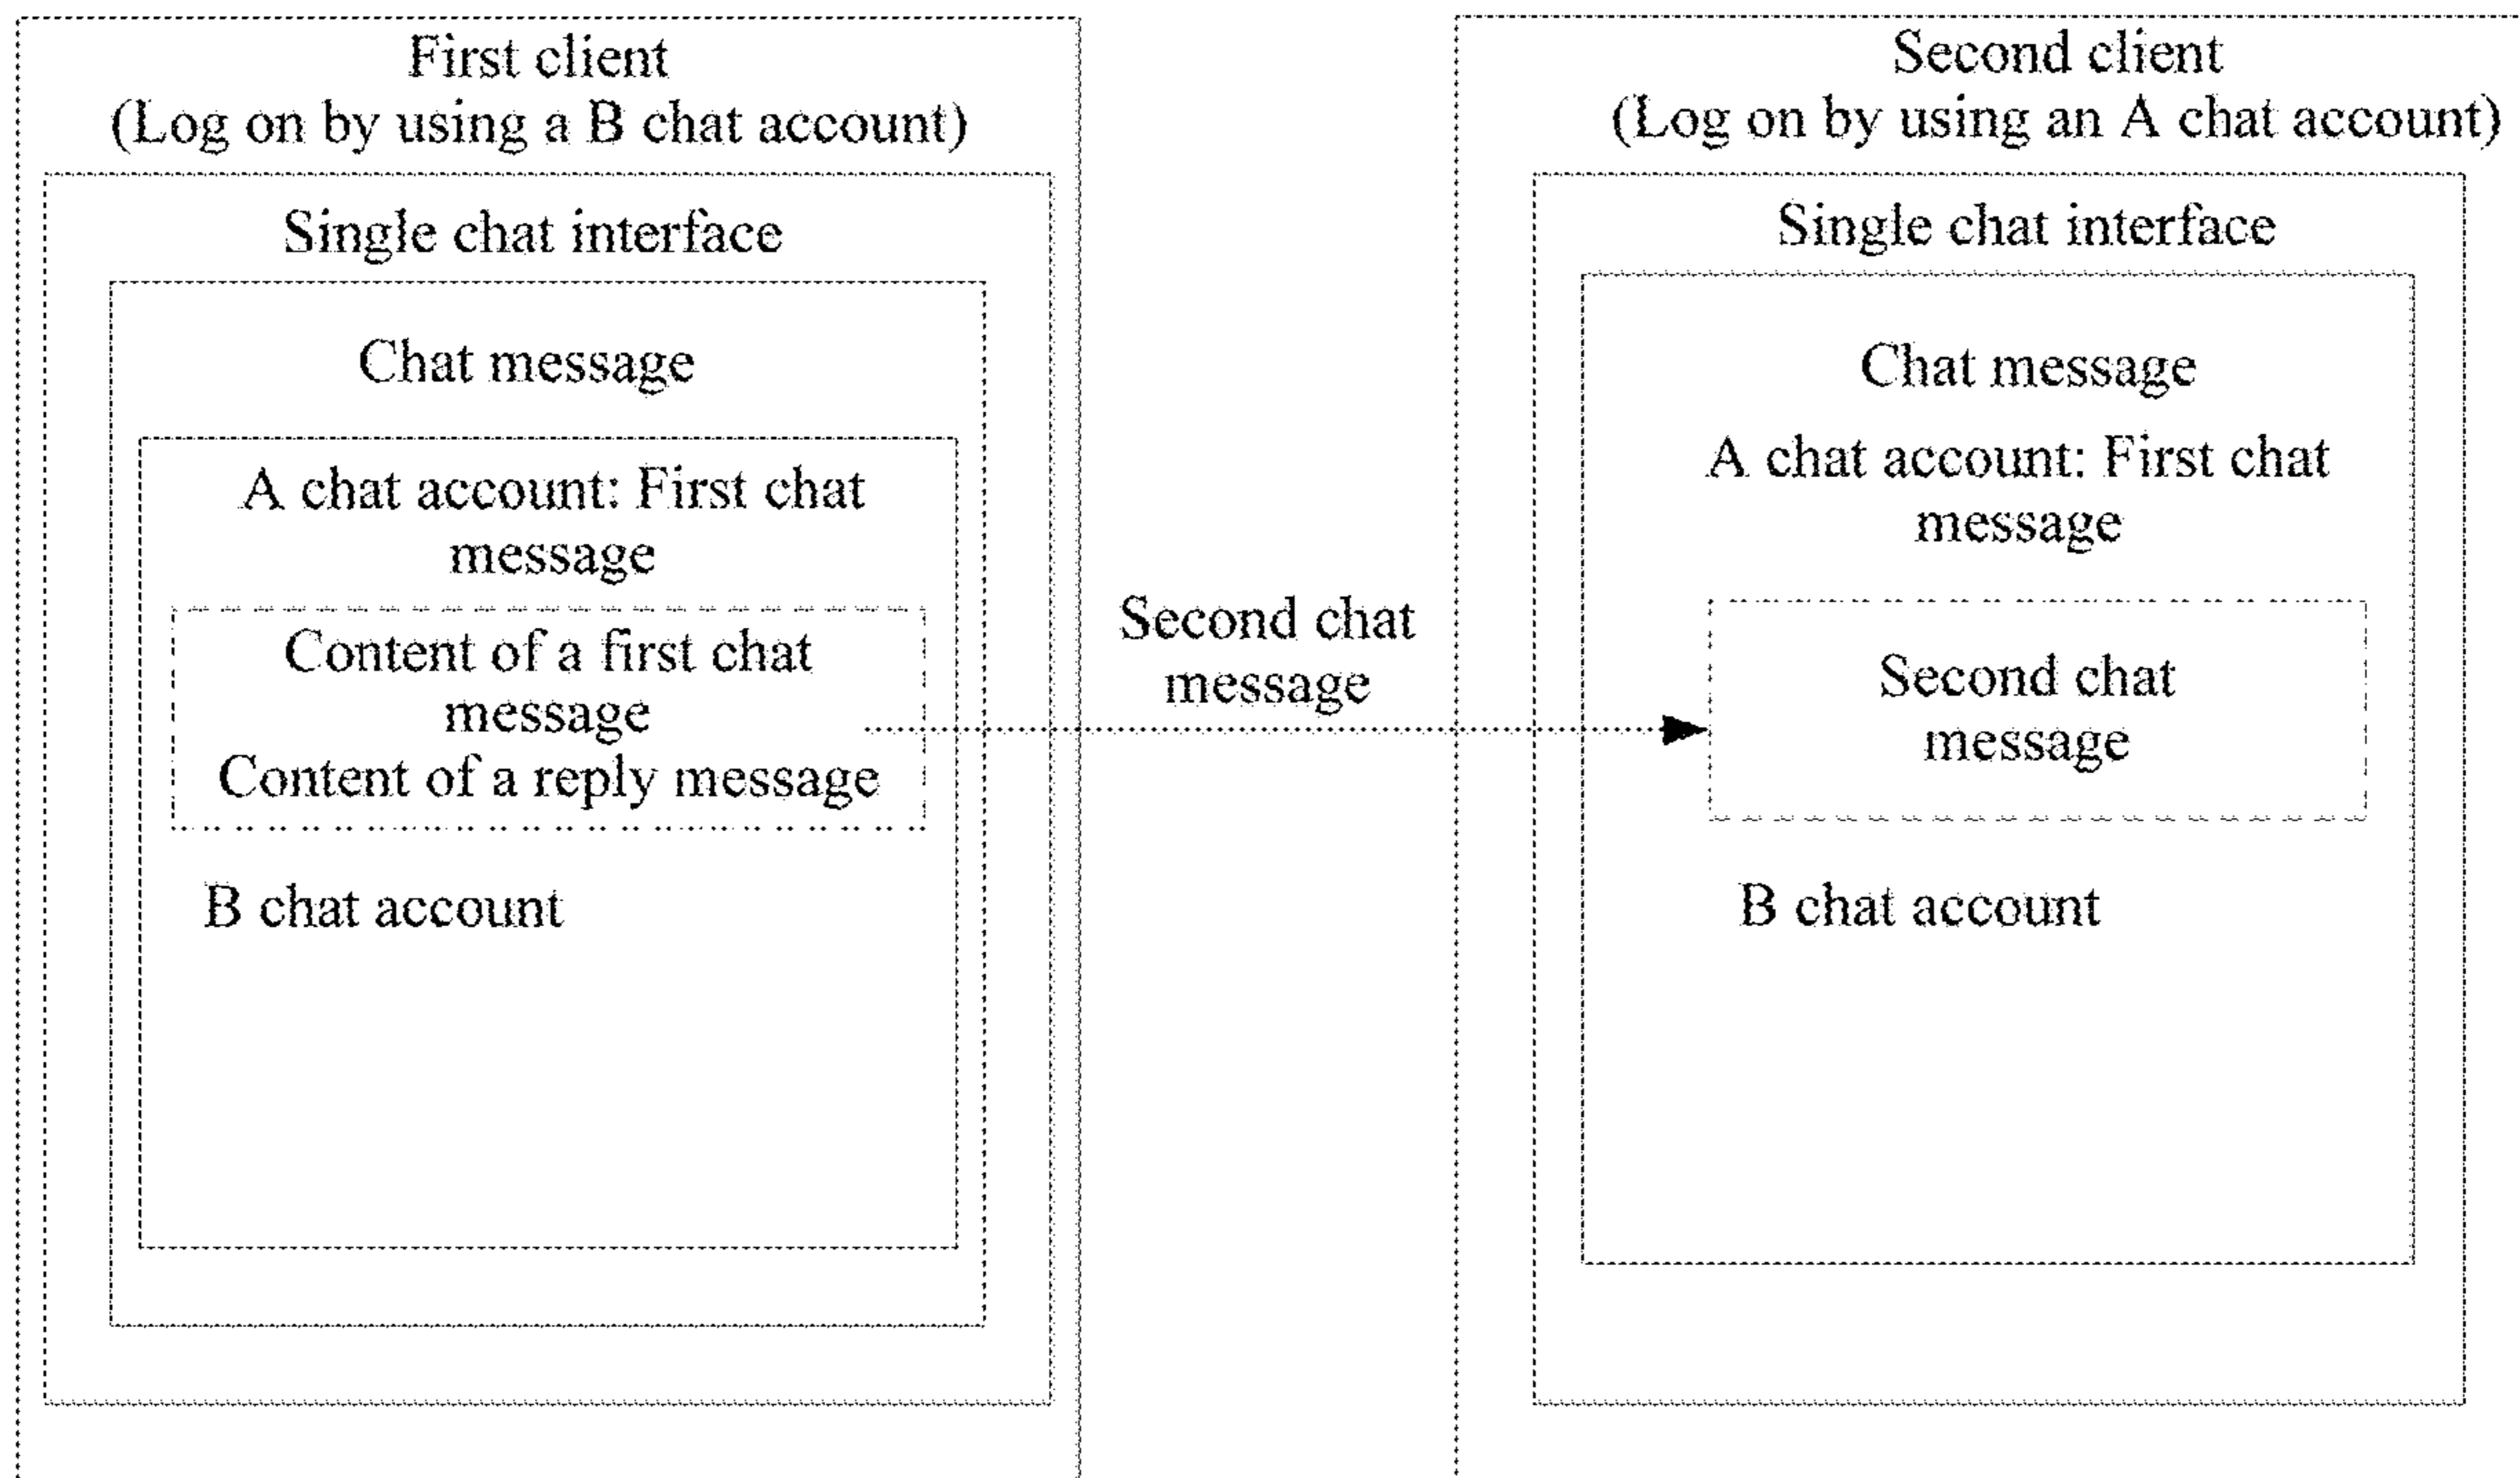 First client
(Log on by using a B chat account)
Single chat interface
Chat message
A chat account: First chat
message
Content of a first chat
message
Content of a reply message
B chat account
Second chat
message
Second client
(Log on by using an A chat account)
Single chat interface
Chat message
A chat account: First chat
message
Second chat
message
B chat account